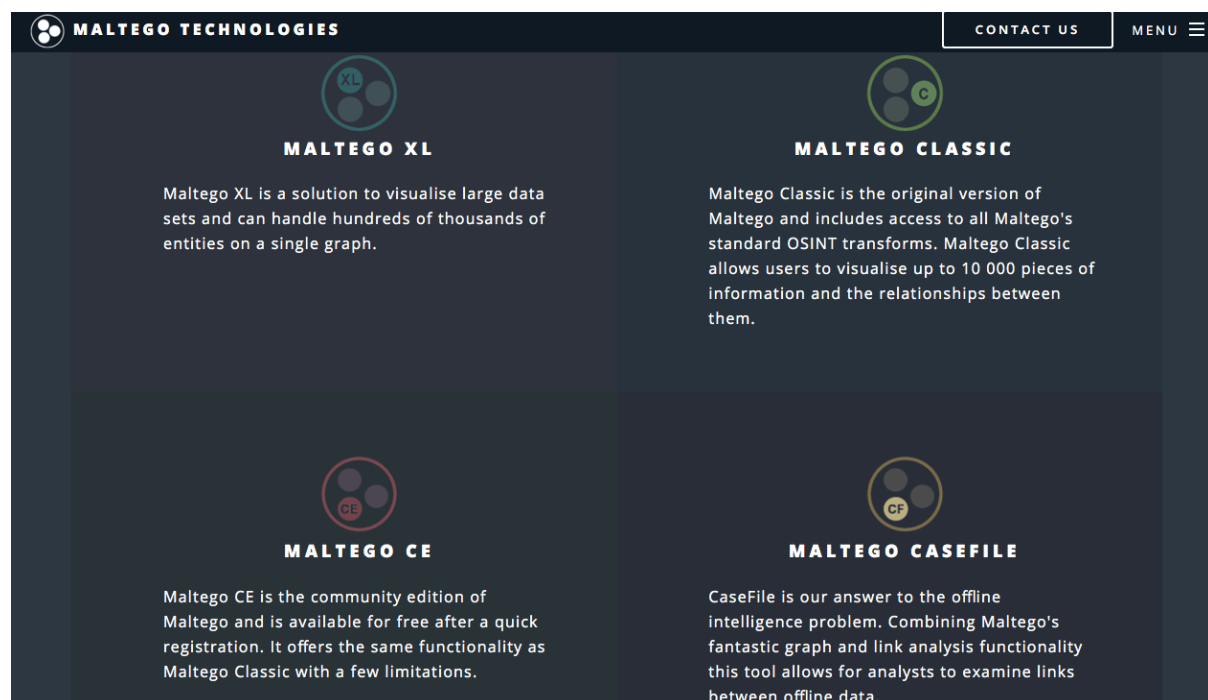 MALTEGO TECHNOLOGIES
CONTACT US
MENU
XL
MALTEGO XL
Maltego XL is a solution to visualise large data
sets and can handle hundreds of thousands of
entities on a single graph.
C
MALTEGO CLASSIC
Maltego Classic is the original version of
Maltego and includes access to all Maltego's
standard OSINT transforms. Maltego Classic
allows users to visualise up to 10 000 pieces of
information and the relationships between
them.
CE
MALTEGO CE
Maltego CE is the community edition of
Maltego and is available for free after a quick
registration. It offers the same functionality as
Maltego Classic with a few limitations.
CF
MALTEGO CASEFILE
CaseFile is our answer to the offline
intelligence problem. Combining Maltego's
fantastic graph and link analysis functionality
this tool allows for analysts to examine links
between offline data